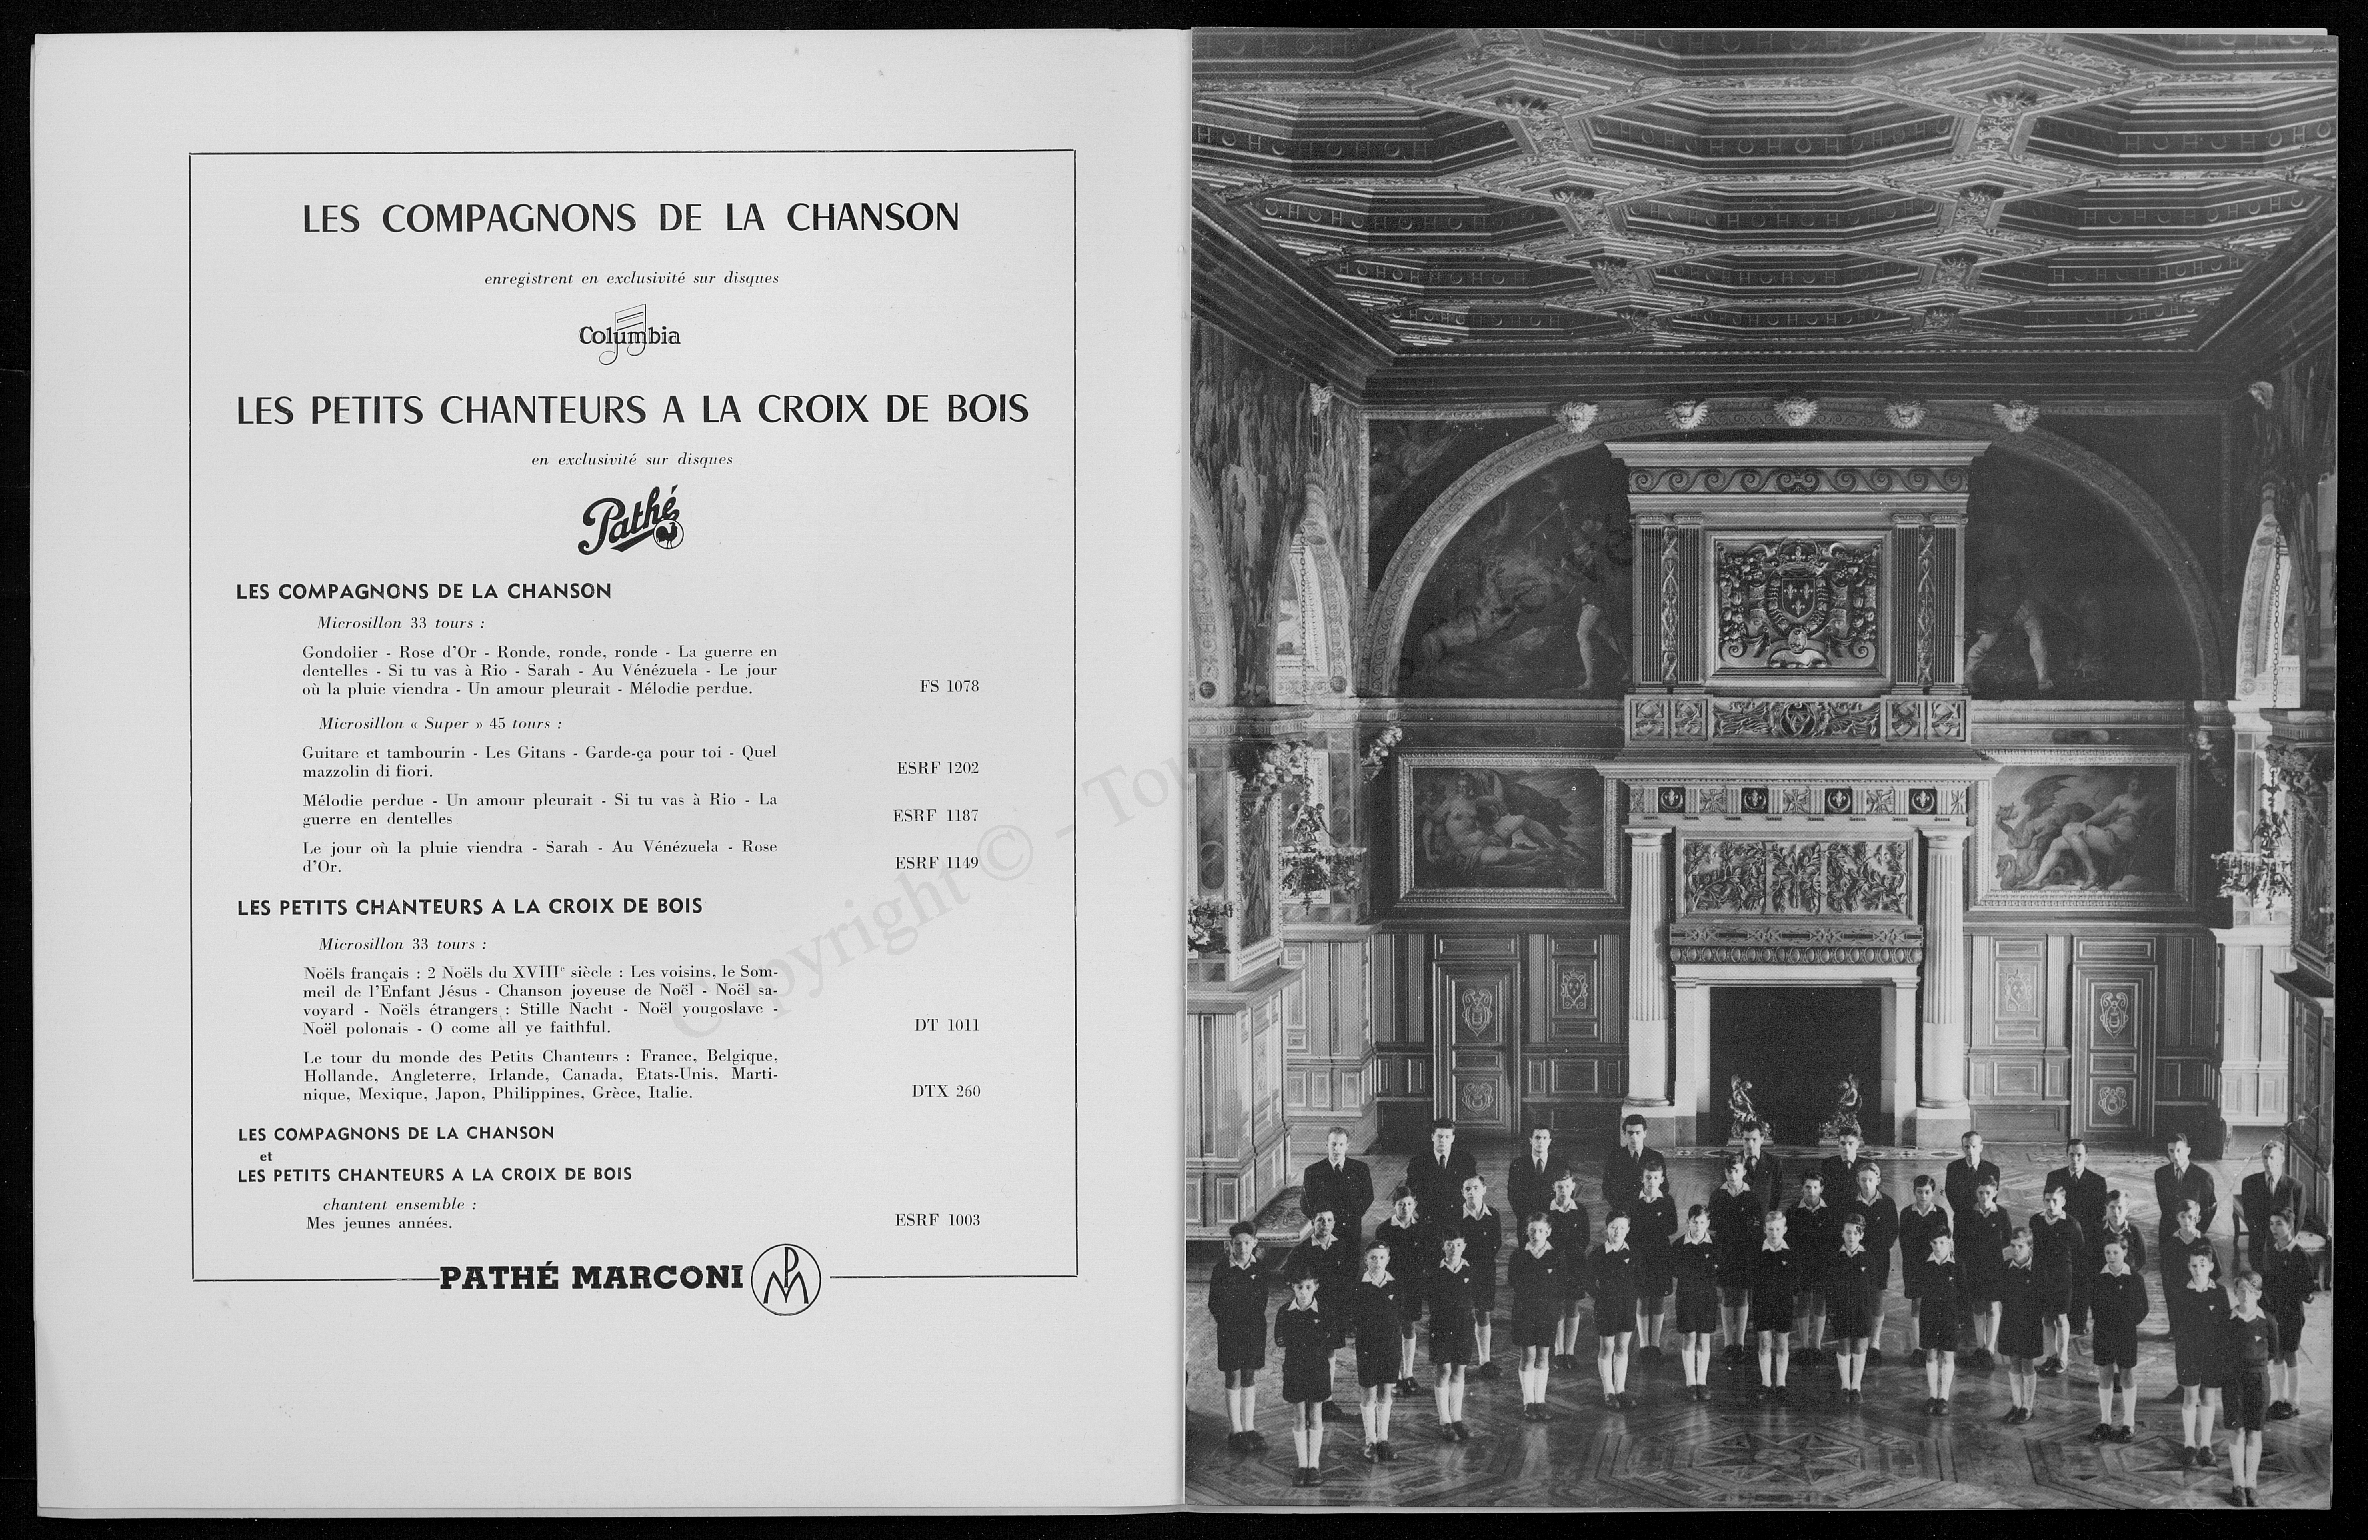 LES COMPAGNONS DE LA CHANSON
enregistrent en exclusivité sur disques
Columbia
LES PETITS CHANTEURS A LA CROIX DE BOIS
en exclusivité sur disques
Pathé
LES COMPAGNONS DE LA CHANSON
Microsillon 33 tours :
Gondolier - Rose d'Or - Ronde, ronde, ronde - La guerre en
dentelles - Si tu vas à Rio - Sarah - Au Vénézuela - Le jour
où la pluie viendra - Un amour pleurait - Mélodie perdue. FS 1078
Microsillon « Super » 45 tours :
Guitare et tambourin - Les Gitans - Garde-ça pour toi - Quel
mazzolin di fiori. ESRF 1202
Mélodie perdue - Un amour pleurait - Si tu vas à Rio - La
guerre en dentelles ESRF 1187
Le jour où la pluie viendra - Sarah - Au Vénézuela - Rose
d'Or. ESRF 1149
LES PETITS CHANTEURS A LA CROIX DE BOIS
Microsillon 33 tours :
Noëls français : 2 Noëls du XVIIIe siècle : Les voisins, le Som-
meil de l'Enfant Jésus - Chanson joyeuse de Noël - Noël sa-
voyard - Noëls étrangers : Stille Nacht - Noël yougoslave -
Noël polonais - O come all ye faithful. DT 1011
Le tour du monde des Petits Chanteurs : France, Belgique,
Hollande, Angleterre, Irlande, Canada, Etats-Unis, Marti-
nique, Mexique, Japon, Philippines, Grèce, Italie. DTX 260
LES COMPAGNONS DE LA CHANSON
et
LES PETITS CHANTEURS A LA CROIX DE BOIS
chantent ensemble :
Mes jeunes années. ESRF 1003
PATHÉ MARCONI PM
Copyright © -